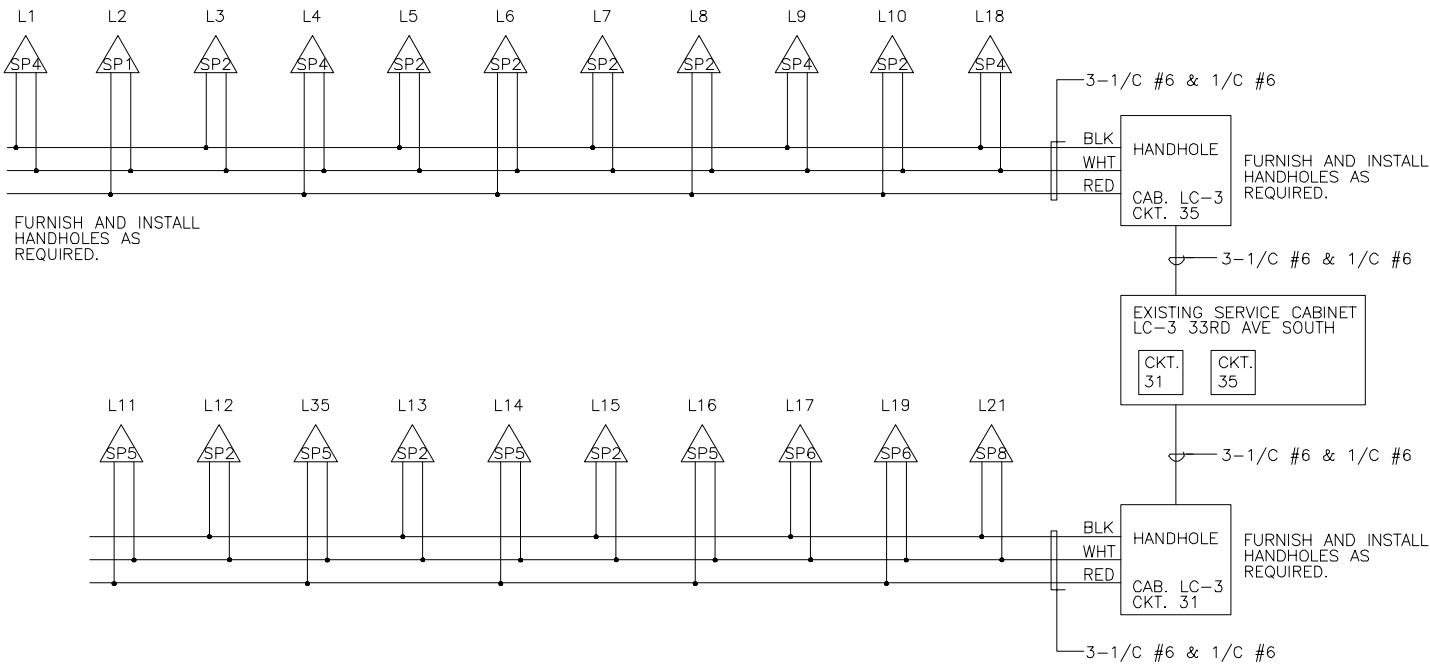 L1 L2 L3 L4 L5 L6 L7 L8 L9 L10 L18
SP4 SP1 SP2 SP4 SP2 SP2 SP2 SP2 SP4 SP2 SP4
3-1/C #6 & 1/C #6
BLK
WHT
RED
HANDHOLE
CAB. LC-3
CKT. 35
FURNISH AND INSTALL
HANDHOLES AS
REQUIRED.
FURNISH AND INSTALL
HANDHOLES AS
REQUIRED.
3-1/C #6 & 1/C #6
EXISTING SERVICE CABINET
LC-3 33RD AVE SOUTH
CKT.
31
CKT.
35
L11 L12 L35 L13 L14 L15 L16 L17 L19 L21
SP5 SP2 SP5 SP2 SP5 SP2 SP5 SP6 SP6 SP8
3-1/C #6 & 1/C #6
BLK
WHT
RED
HANDHOLE
CAB. LC-3
CKT. 31
FURNISH AND INSTALL
HANDHOLES AS
REQUIRED.
3-1/C #6 & 1/C #6